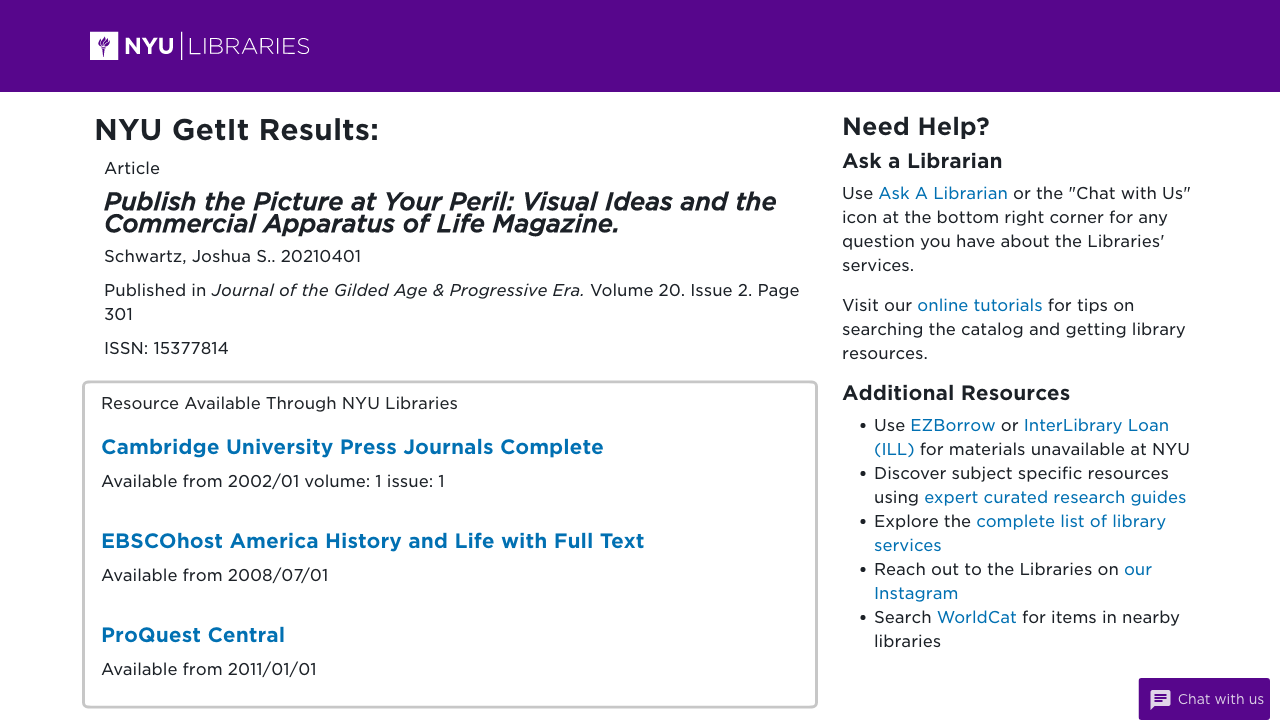 NYU LIBRARIES
NYU GetIt Results:
Article
Publish the Picture at Your Peril: Visual Ideas and the
Commercial Apparatus of Life Magazine.
Schwartz, Joshua S.. 20210401
Published in Journal of the Gilded Age & Progressive Era. Volume 20. Issue 2. Page
301
ISSN: 15377814
Resource Available Through NYU Libraries
Cambridge University Press Journals Complete
Available from 2002/01 volume: 1 issue: 1
EBSCOhost America History and Life with Full Text
Available from 2008/07/01
ProQuest Central
Available from 2011/01/01
Need Help?
Ask a Librarian
Use Ask A Librarian or the "Chat with Us"
icon at the bottom right corner for any
question you have about the Libraries'
services.
Visit our online tutorials for tips on
searching the catalog and getting library
resources.
Additional Resources
• Use EZBorrow or InterLibrary Loan
(ILL) for materials unavailable at NYU
• Discover subject specific resources
using expert curated research guides
• Explore the complete list of library
services
• Reach out to the Libraries on our
Instagram
• Search WorldCat for items in nearby
libraries
Chat with us